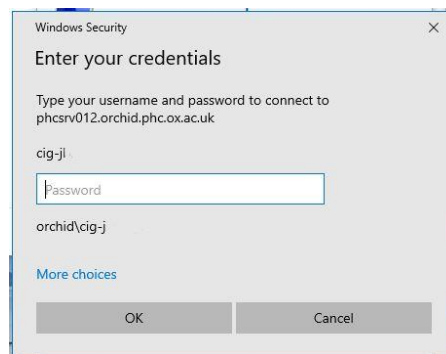 Windows Security
Enter your credentials
Type your username and password to connect to
phcsrv012.orchid.phc.ox.ac.uk
cig-jl
Password
orchid\cig-j
More choices
OK Cancel